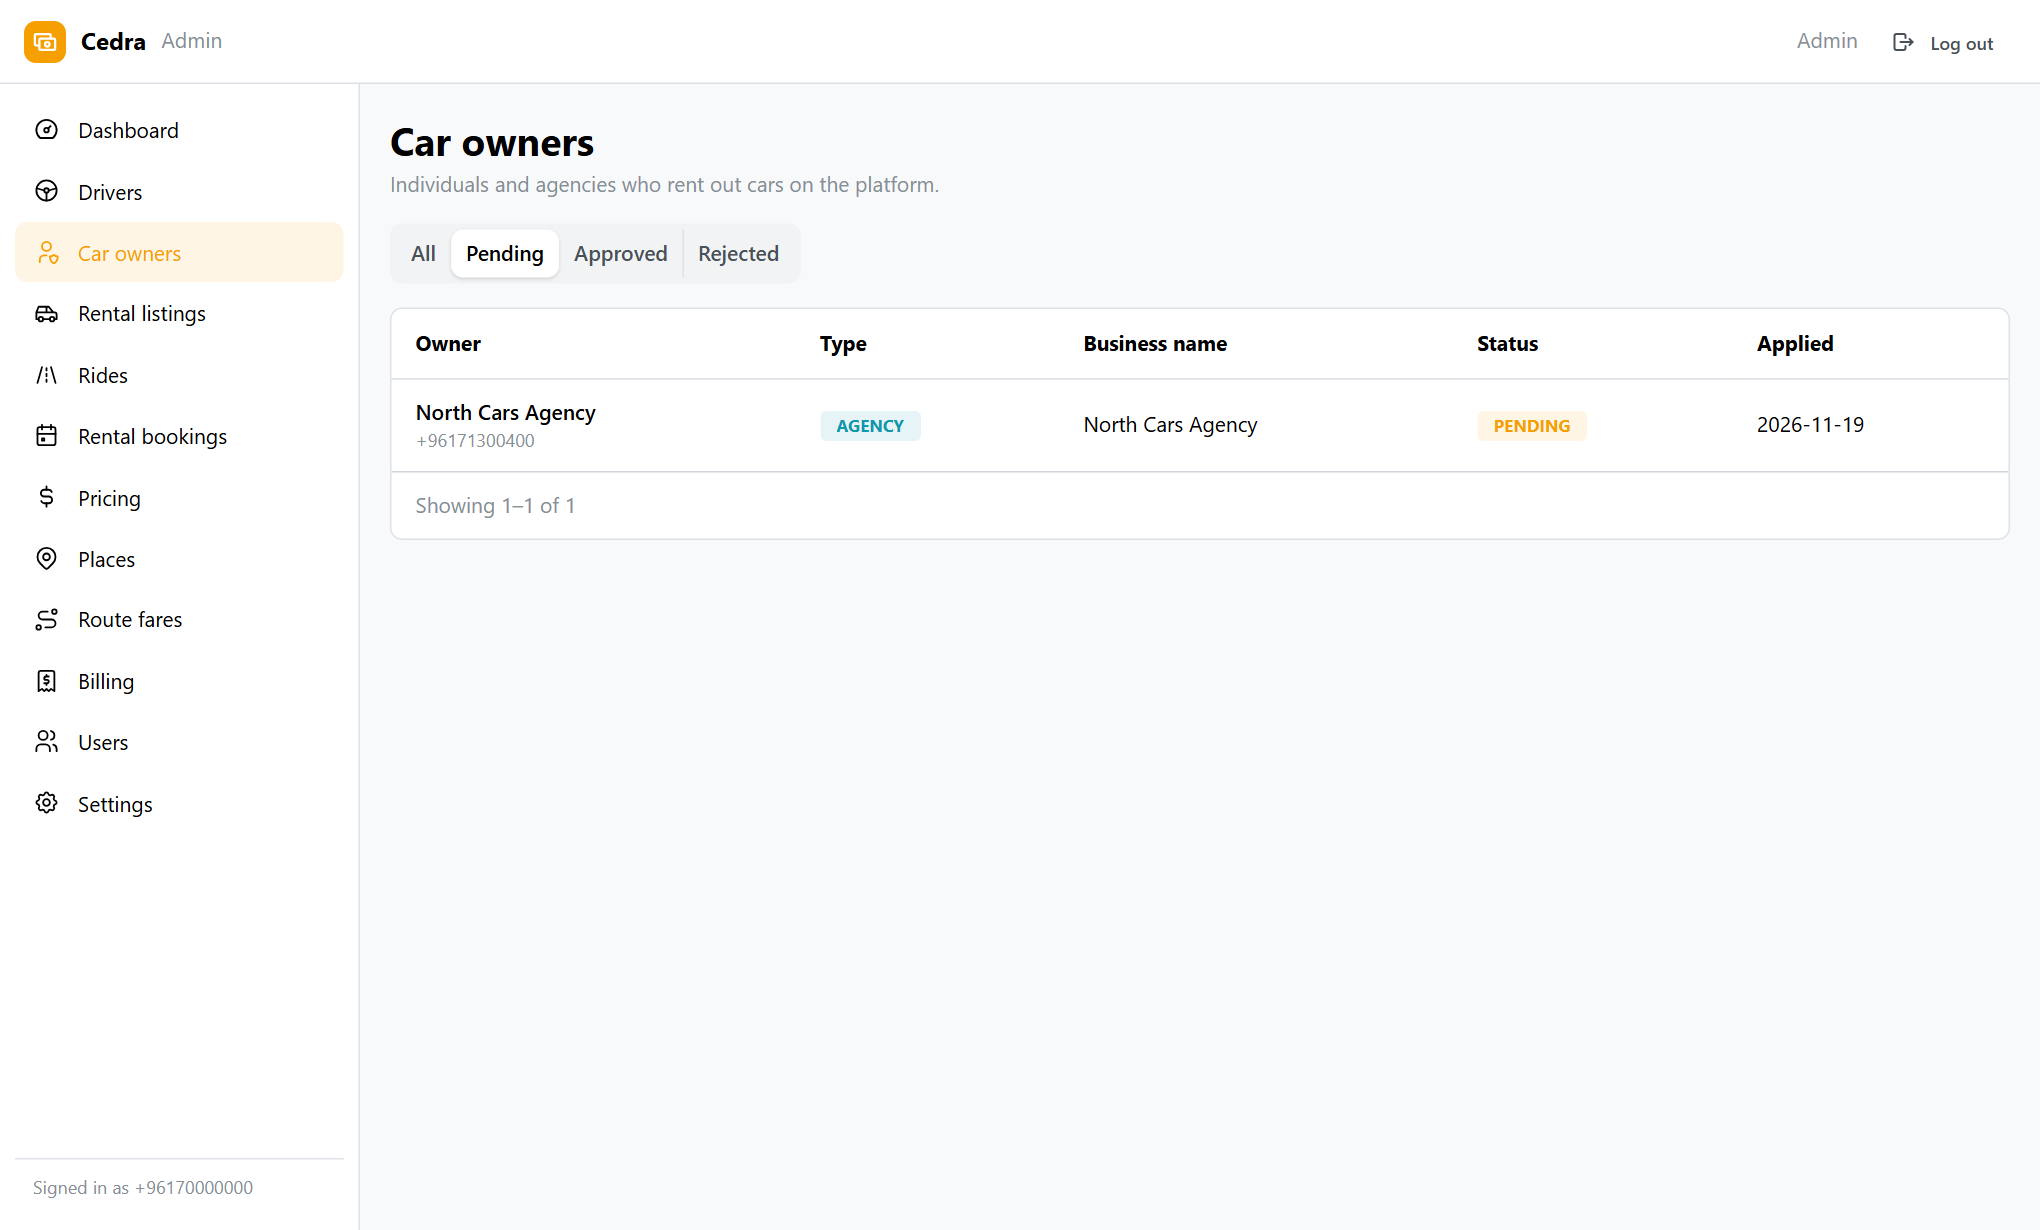 Cedra Admin
Admin Log out
Dashboard
Drivers
Car owners
Rental listings
Rides
Rental bookings
Pricing
Places
Route fares
Billing
Users
Settings
Signed in as +96170000000
Car owners
Individuals and agencies who rent out cars on the platform.
All Pending Approved Rejected
Owner Type Business name Status Applied
North Cars Agency
+96171300400
AGENCY North Cars Agency PENDING 2026-11-19
Showing 1–1 of 1